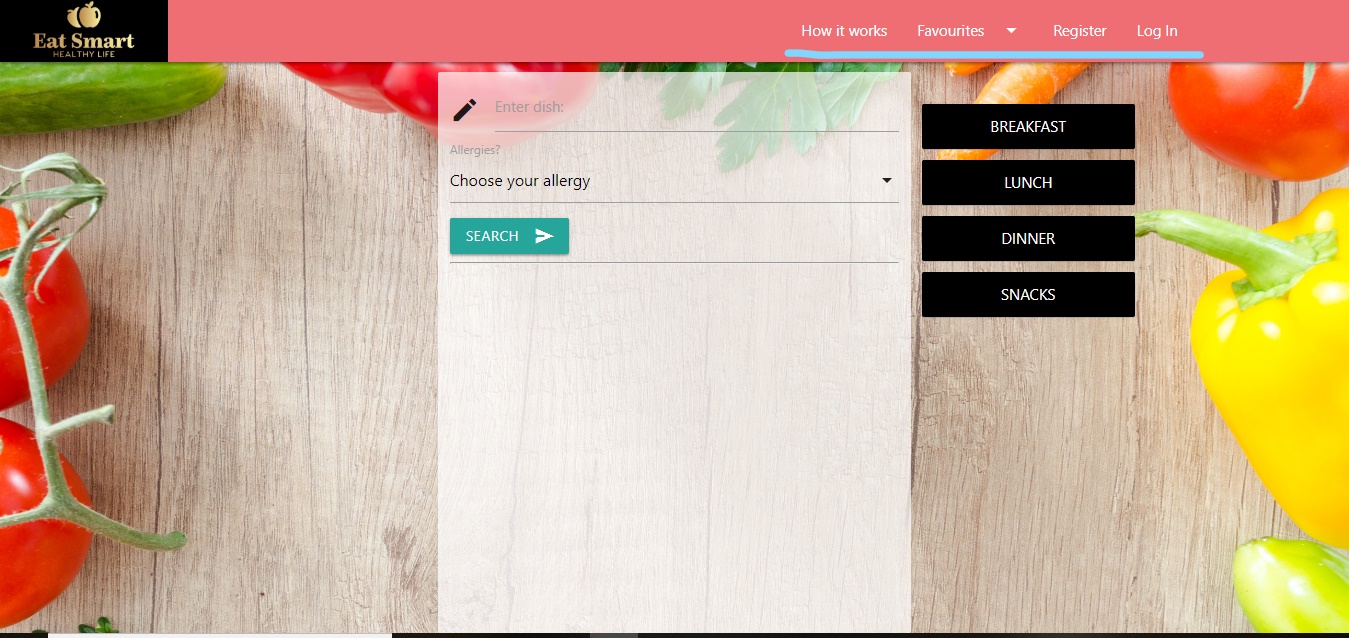 Eat Smart
HEALTHY LIFE
How it works Favourites Register Log In
Enter dish:
Allergies?
Choose your allergy
SEARCH
BREAKFAST
LUNCH
DINNER
SNACKS